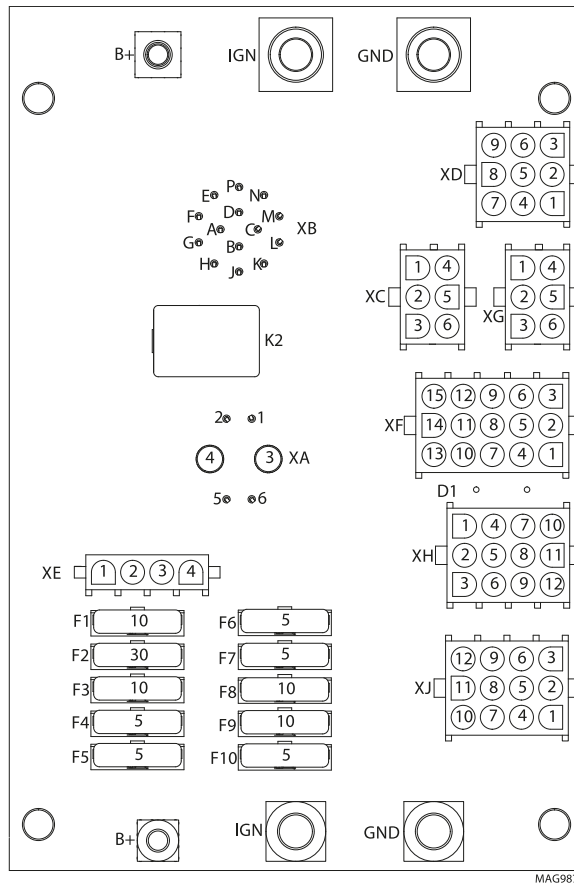 B+ IGN GND
9 6 3
XD 8 5 2
7 4 1
P
E N
D
F M
A C XB
G B L
H K
J
1 4 1 4
XC 2 5 XG 2 5
3 6 3 6
K2
15 12 9 6 3
XF 14 11 8 5 2
13 10 7 4 1
2 1
4 3 XA
5 6
D1
1 4 7 10
XH 2 5 8 11
3 6 9 12
XE 1 2 3 4
F1 10 F6 5
F2 30 F7 5
F3 10 F8 10
F4 5 F9 10
F5 5 F10 5
12 9 6 3
XJ 11 8 5 2
10 7 4 1
B+ IGN GND